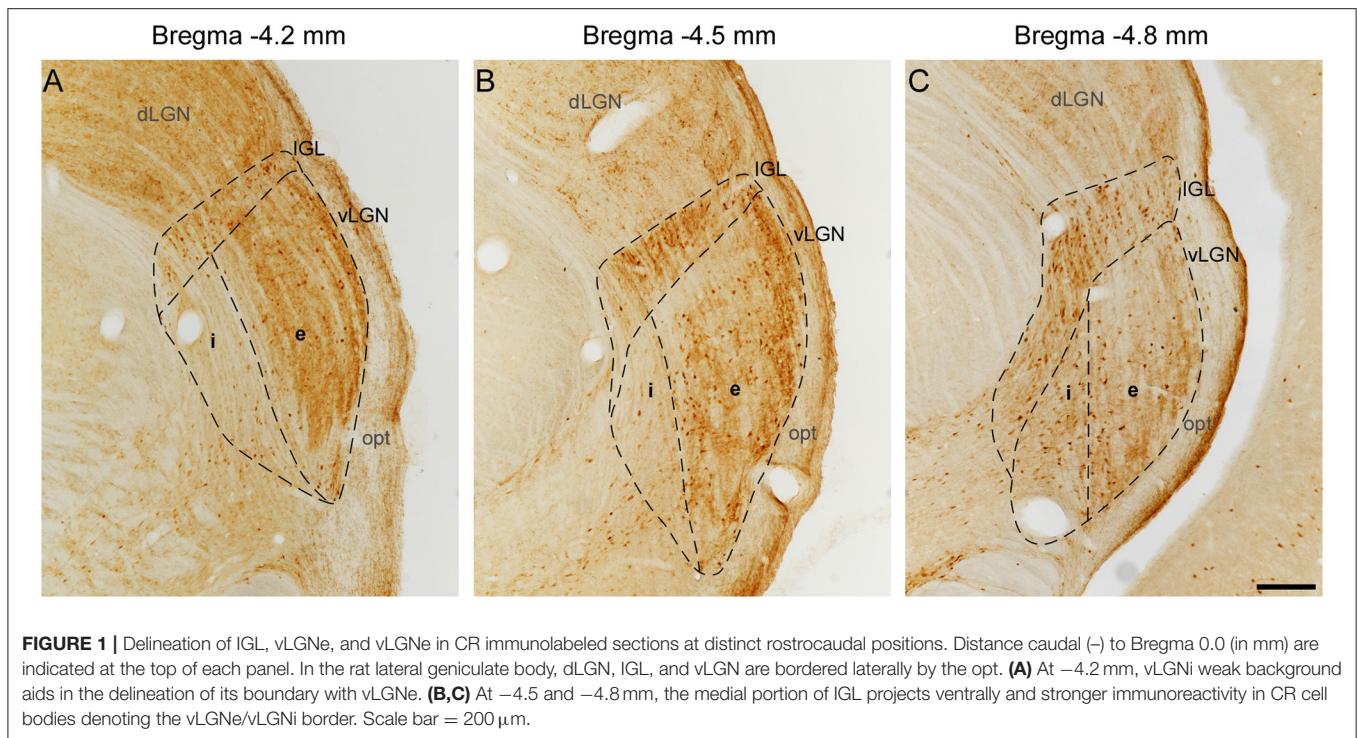 Bregma -4.2 mm
Bregma -4.5 mm
Bregma -4.8 mm
A
dLGN
IGL
vLGN
i
e
opt
B
dLGN
IGL
vLGN
i
e
opt
C
dLGN
IGL
vLGN
i
e
opt
FIGURE 1 | Delineation of IGL, vLGNe, and vLGNe in CR immunolabeled sections at distinct rostrocaudal positions. Distance caudal (–) to Bregma 0.0 (in mm) are
indicated at the top of each panel. In the rat lateral geniculate body, dLGN, IGL, and vLGN are bordered laterally by the opt. (A) At −4.2 mm, vLGNi weak background
aids in the delineation of its boundary with vLGNe. (B,C) At −4.5 and −4.8 mm, the medial portion of IGL projects ventrally and stronger immunoreactivity in CR cell
bodies denoting the vLGNe/vLGNi border. Scale bar = 200 μm.